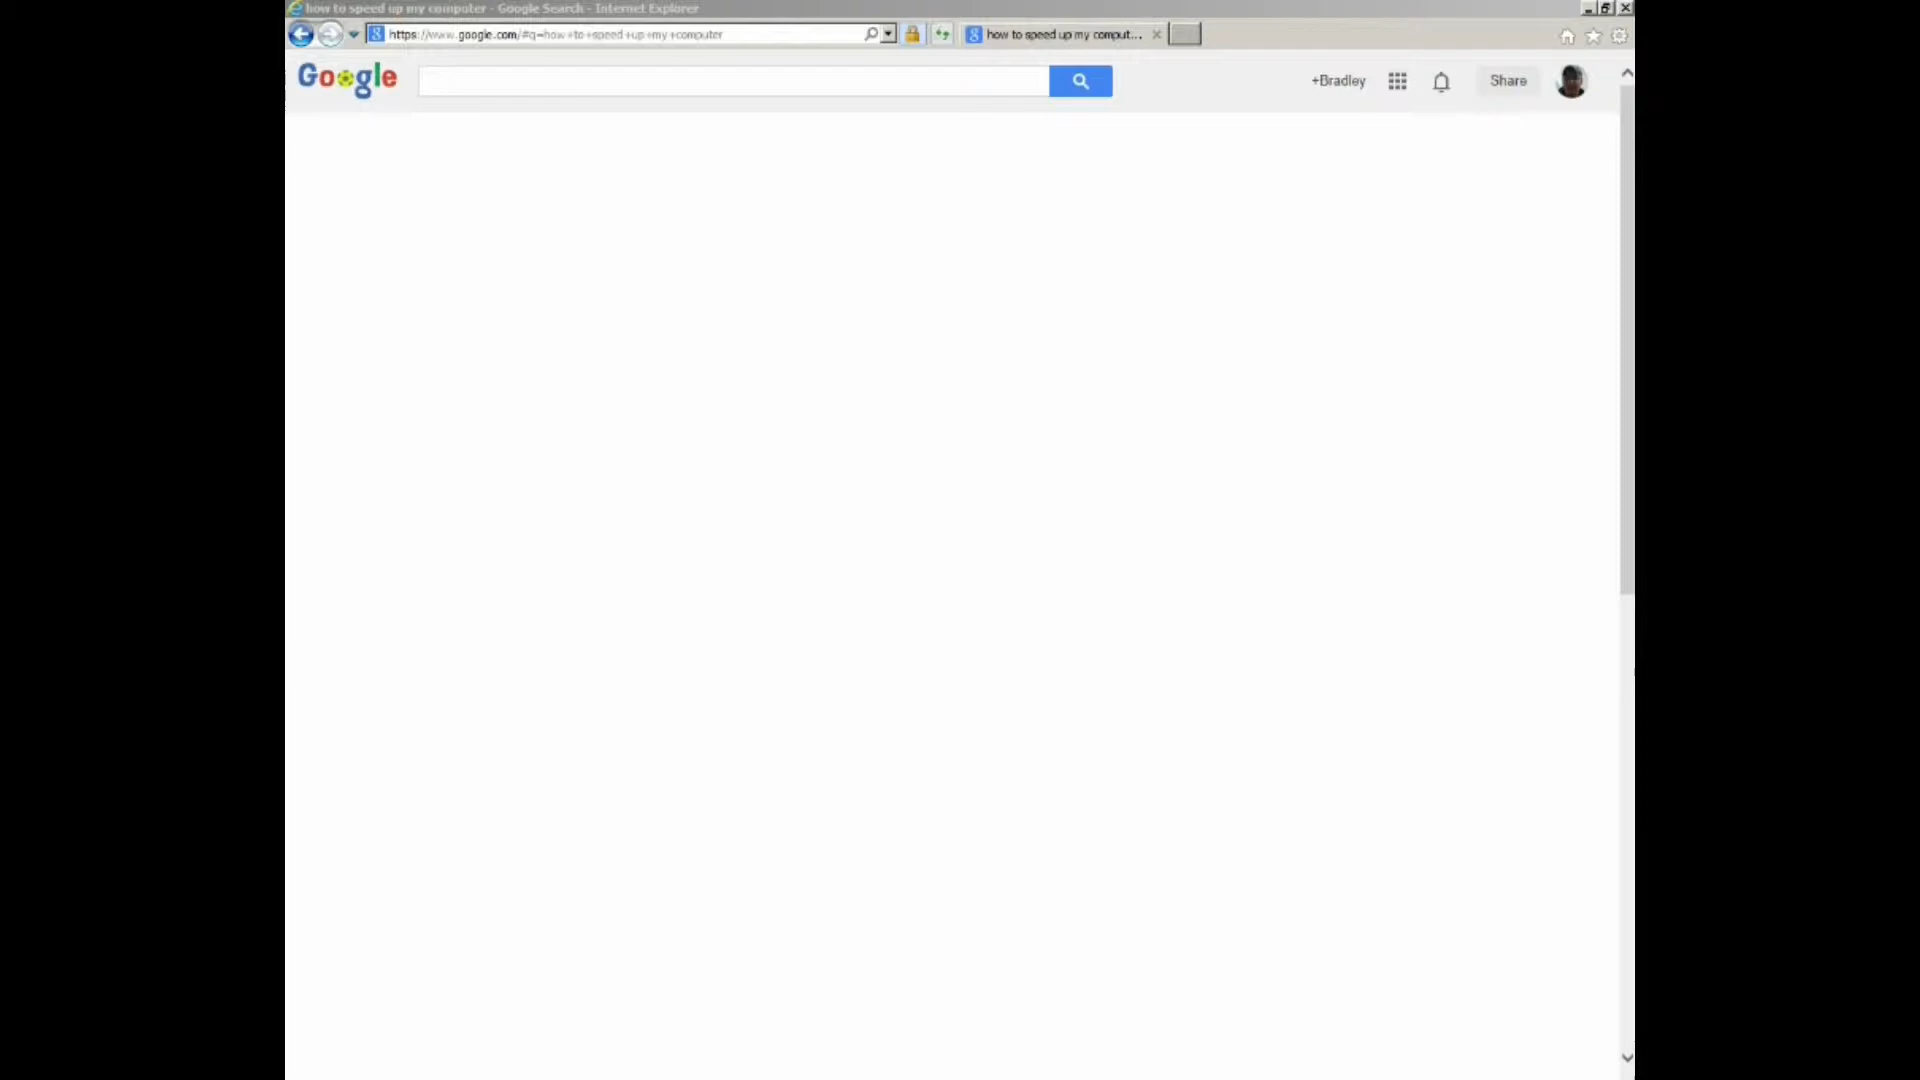 how to speed up my computer - Google Search - Internet Explorer
https://www.google.com/#q=how+to+speed+up+my+computer
how to speed up my comput...
Google
+Bradley
Share